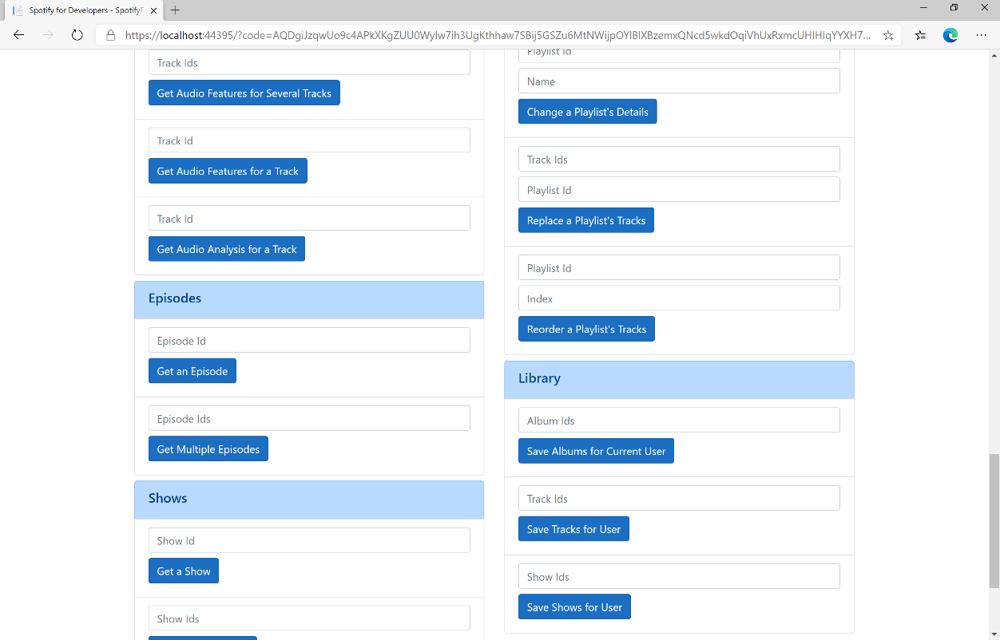 Spotify for Developers - SpotifyF
https://localhost:44395/?code=
Track Ids
Get Audio Features for Several Tracks
Track Id
Get Audio Features for a Track
Track Id
Get Audio Analysis for a Track
Episodes
Episode Id
Get an Episode
Episode Ids
Get Multiple Episodes
Shows
Show Id
Get a Show
Show Ids
Playlist Id
Name
Change a Playlist's Details
Track Ids
Playlist Id
Replace a Playlist's Tracks
Playlist Id
Index
Reorder a Playlist's Tracks
Library
Album Ids
Save Albums for Current User
Track Ids
Save Tracks for User
Show Ids
Save Shows for User